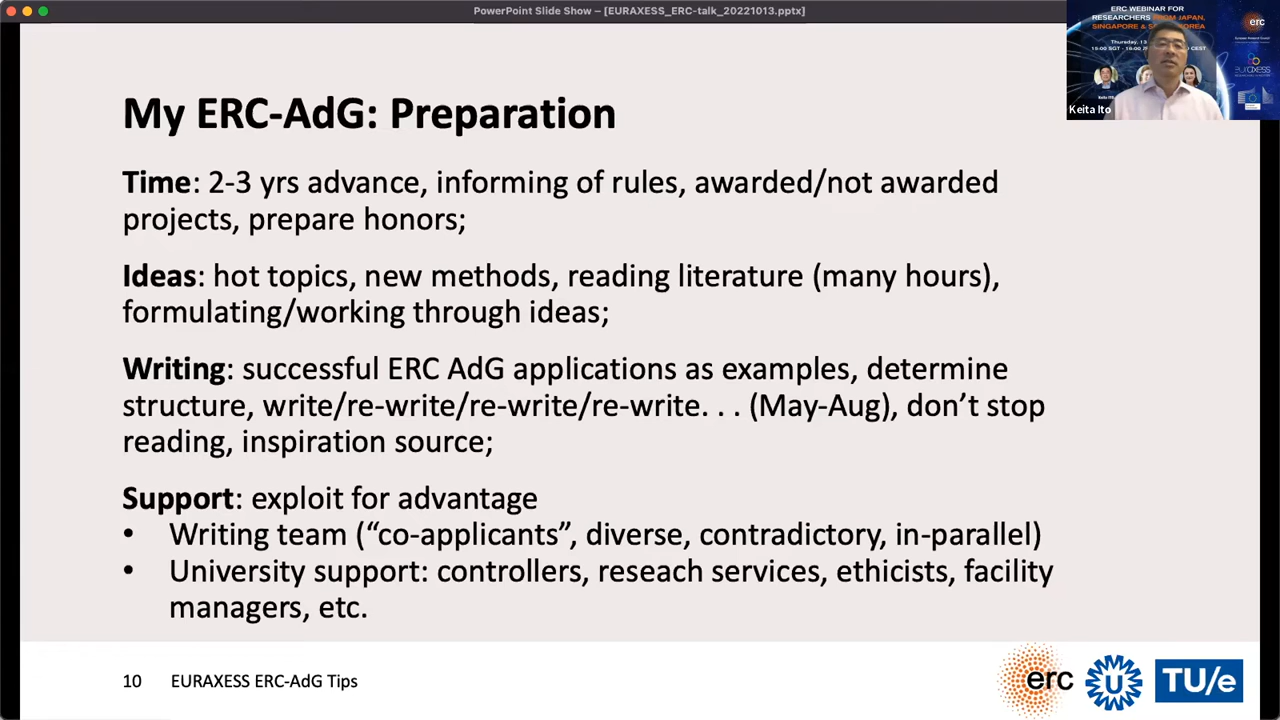 PowerPoint Slide Show – [EURAXESS_ERC-talk_20221013.pptx]
ERC WEBINAR FOR
RESEARCHERS FROM JAPAN,
SINGAPORE & SOUTH KOREA
Keita Ito
erc
euraxess
My ERC-AdG: Preparation
Time: 2-3 yrs advance, informing of rules, awarded/not awarded
projects, prepare honors;
Ideas: hot topics, new methods, reading literature (many hours),
formulating/working through ideas;
Writing: successful ERC AdG applications as examples, determine
structure, write/re-write/re-write/re-write. . . (May-Aug), don’t stop
reading, inspiration source;
Support: exploit for advantage
• Writing team (“co-applicants”, diverse, contradictory, in-parallel)
• University support: controllers, reseach services, ethicists, facility
managers, etc.
10 EURAXESS ERC-AdG Tips
erc
U
TU/e